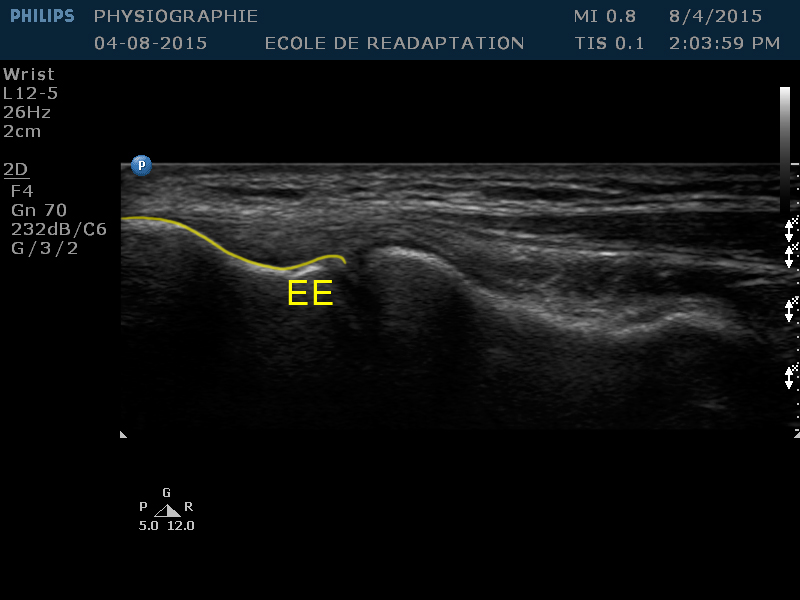 PHILIPS PHYSIOGRAPHIE MI 0.8 8/4/2015
04-08-2015 ECOLE DE READAPTATION TIS 0.1 2:03:59 PM
Wrist
L12-5
26Hz
2cm
2D
F4
Gn 70
232dB/C6
G/3/2
P
EE
G
P R
5.0 12.0